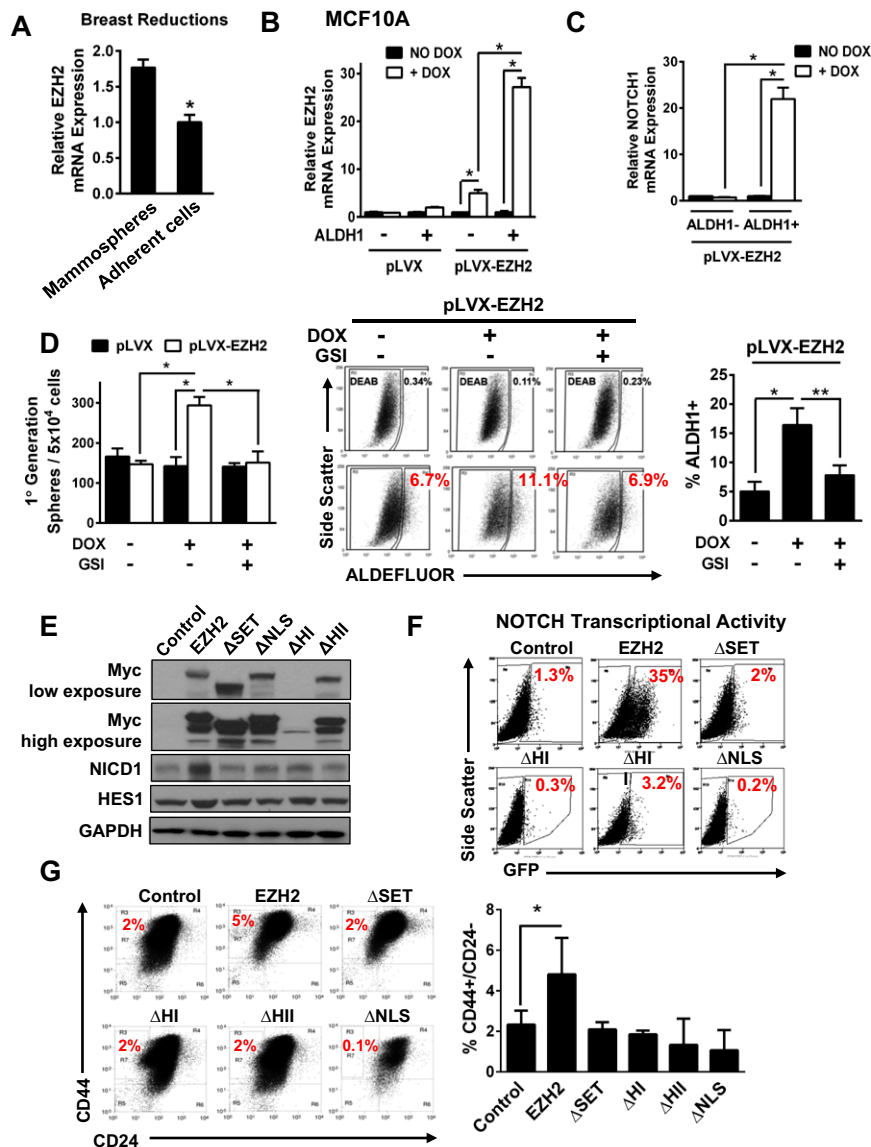 A
Breast Reductions
Relative EZH2
mRNA Expression
2.0
1.5
1.0
0.5
0.0
*
Mammospheres
Adherent cells
B
MCF10A
NO DOX
+ DOX
Relative EZH2
mRNA Expression
30
20
10
0
* * *
ALDH1 - + - +
pLVX pLVX-EZH2
C
NO DOX
+ DOX
Relative NOTCH1
mRNA Expression
30
20
10
0
* *
ALDH1- ALDH1+
pLVX-EZH2
D
pLVX pLVX-EZH2
1° Generation
Spheres / 5x10⁴ cells
300
200
100
0
* * *
DOX - + +
GSI - - +
pLVX-EZH2
DOX - + +
GSI - - +
DEAB 0.34%
DEAB 0.11%
DEAB 0.23%
6.7% 11.1% 6.9%
Side Scatter
ALDEFLUOR
pLVX-EZH2
% ALDH1+
25
20
15
10
5
0
* **
DOX - + +
GSI - - +
E
Control EZH2 ΔSET ΔNLS ΔHI ΔHII
Myc
low exposure
Myc
high exposure
NICD1
HES1
GAPDH
F
NOTCH Transcriptional Activity
Control EZH2 ΔSET
1.3% 35% 2%
ΔHI ΔHI ΔNLS
I
0.3% 3.2% 0.2%
Side Scatter
GFP
G
Control EZH2 ΔSET
R3 R4 R7 R5 R6
2% 5% 2%
ΔHI ΔHII ΔNLS
2% 2% 0.1%
CD44
CD24
% CD44+/CD24-
8
6
4
2
0
*
Control
EZH2
ΔSET
ΔHI
ΔHII
ΔNLS